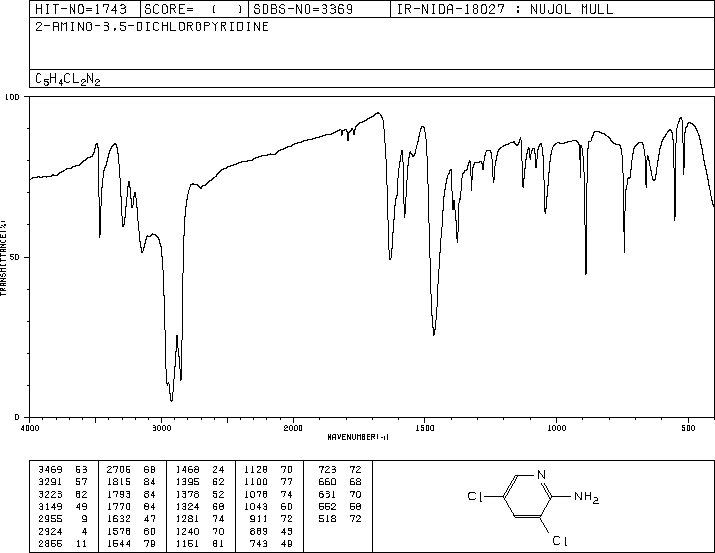 HIT-NO=1743 SCORE= ( ) SDBS-NO=3369 IR-NIDA-18027 : NUJOL MULL
2-AMINO-3,5-DICHLOROPYRIDINE
C5H4CL2N2
100
50
0
TRANSMITTANCE(%)
4000 3000 2000 1500 1000 500
WAVENUMBER(-1)
3469 53 2706 68 1468 24 1128 70 723 72
3291 57 1815 84 1395 62 1100 77 660 68
3223 62 1793 84 1378 52 1078 74 631 70
3149 49 1770 84 1324 68 1043 60 552 58
2955 9 1632 47 1281 74 911 72 518 72
2924 4 1578 60 1240 70 889 43
2855 11 1544 79 1151 81 743 49
N
Cl NH2
Cl